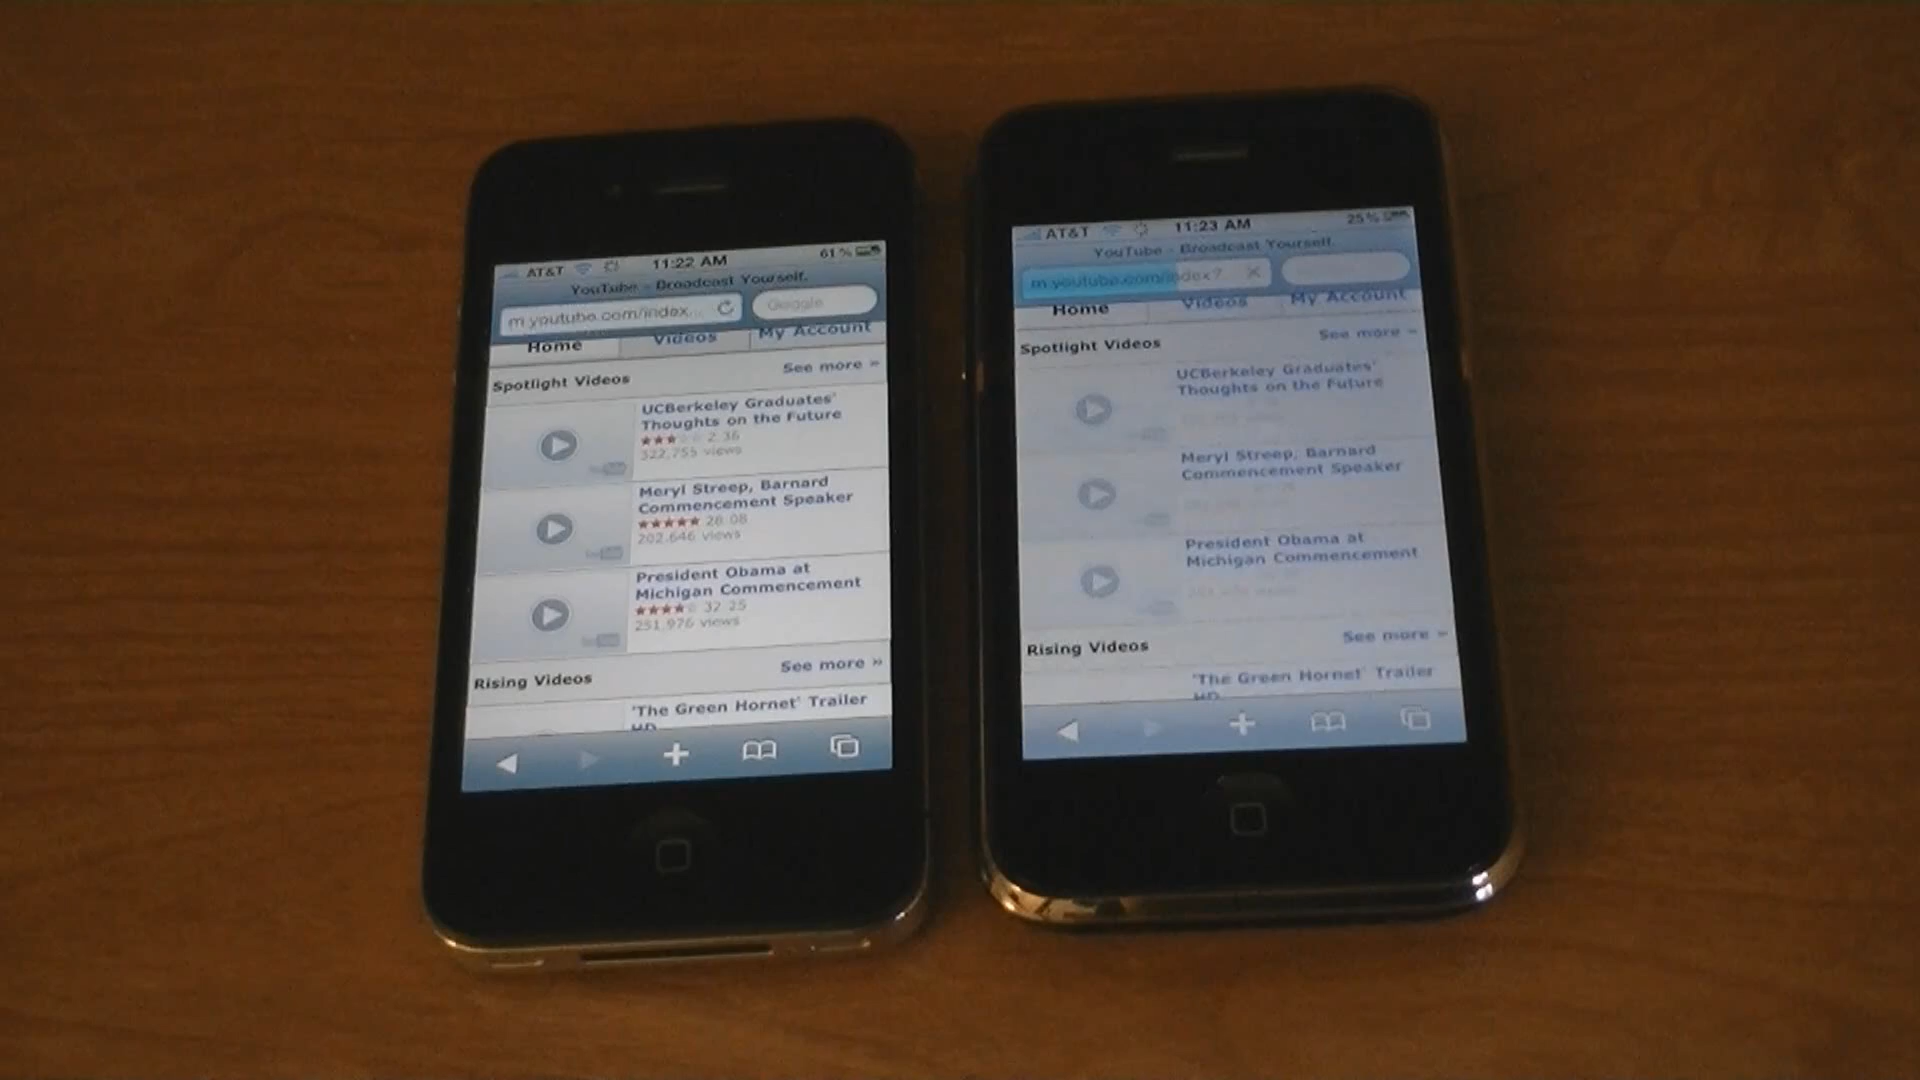 AT&T 11:22 AM 61%
YouTube - Broadcast Yourself.
m.youtube.com/index... Google
Home Videos My Account
Spotlight Videos See more »
UCBerkeley Graduates'
Thoughts on the Future
2:36
322,755 views
Meryl Streep, Barnard
Commencement Speaker
26:08
202,646 views
President Obama at
Michigan Commencement
32:25
251,976 views
Rising Videos See more »
'The Green Hornet' Trailer
HD
AT&T 11:23 AM 25%
YouTube - Broadcast Yourself.
m.youtube.com/index?
Home Videos My Account
Spotlight Videos See more »
UCBerkeley Graduates'
Thoughts on the Future
Meryl Streep, Barnard
Commencement Speaker
President Obama at
Michigan Commencement
Rising Videos See more »
'The Green Hornet' Trailer
HD